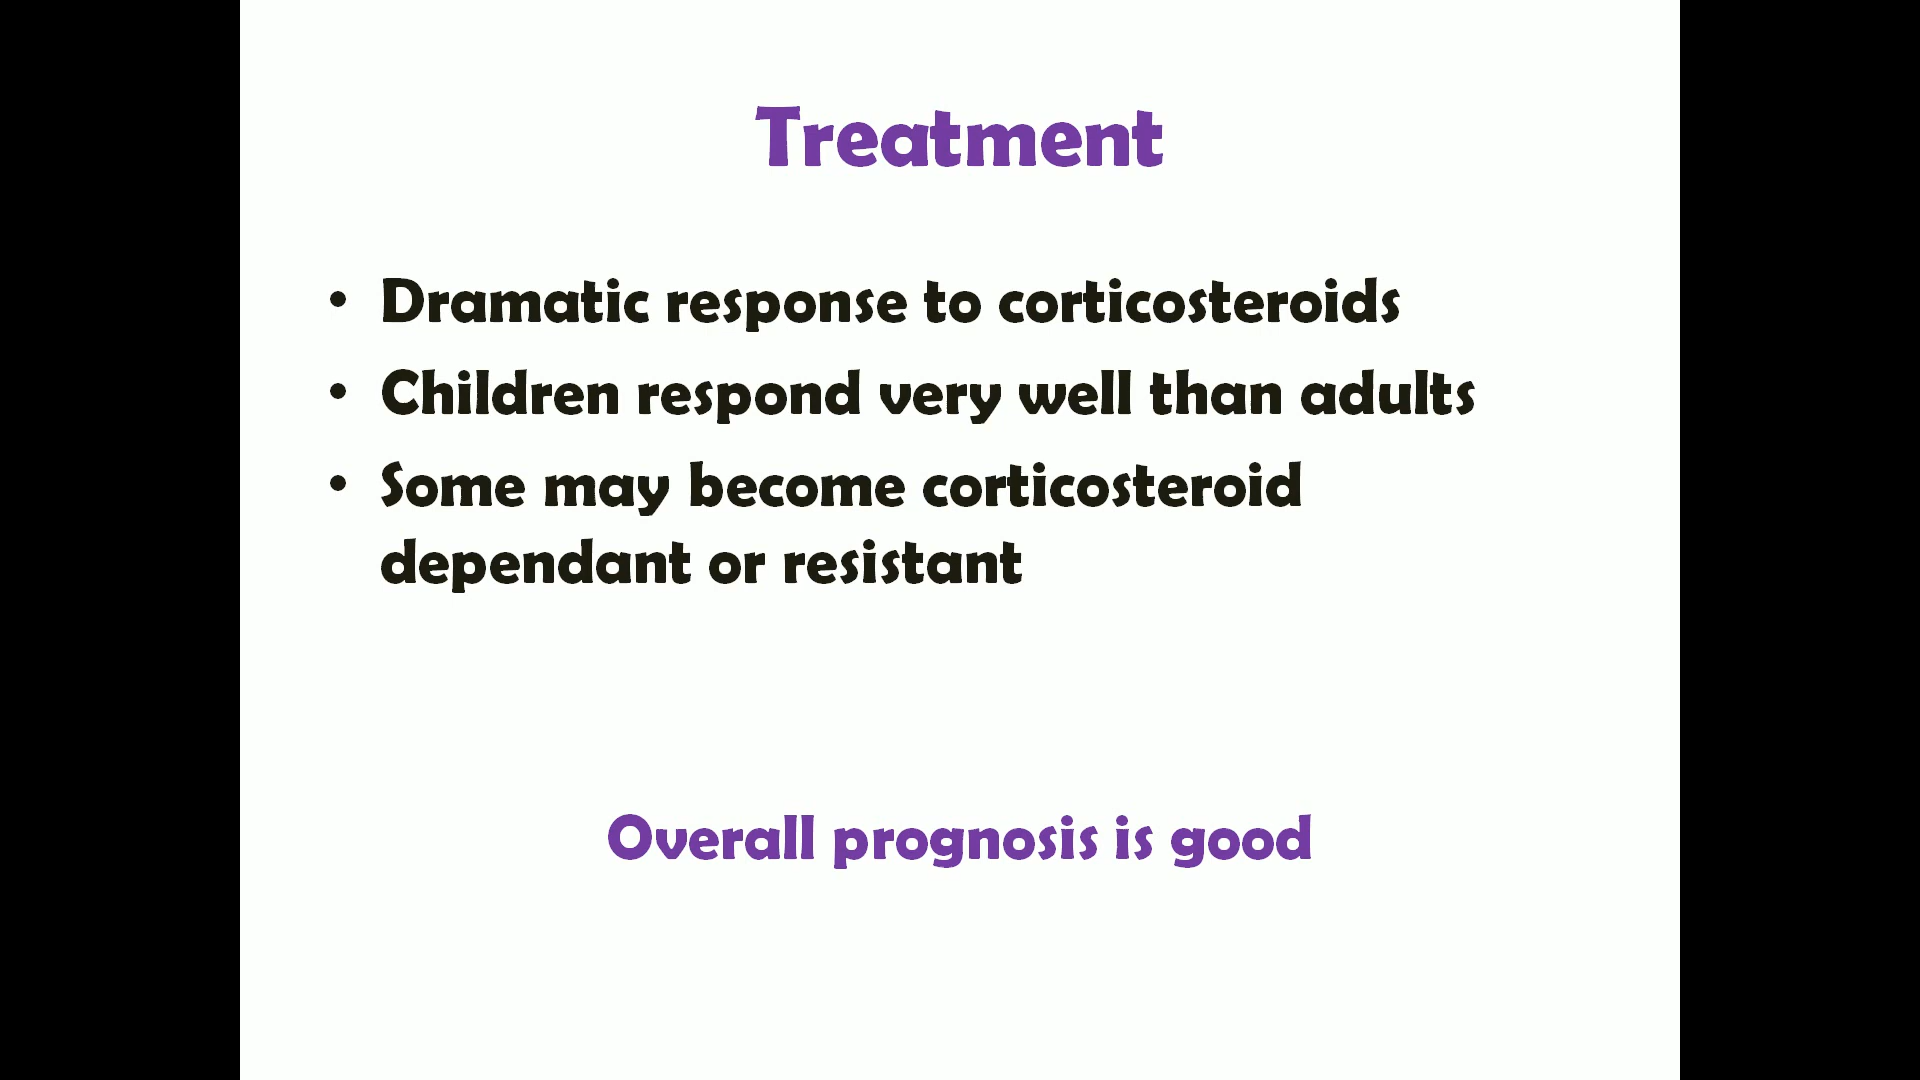 Treatment
• Dramatic response to corticosteroids
• Children respond very well than adults
• Some may become corticosteroid
dependant or resistant
Overall prognosis is good